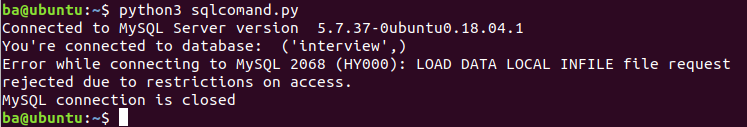 ba@ubuntu:~$ python3 sqlcomand.py
Connected to MySQL Server version  5.7.37-0ubuntu0.18.04.1
You're connected to database:  ('interview',)
Error while connecting to MySQL 2068 (HY000): LOAD DATA LOCAL INFILE file request
rejected due to restrictions on access.
MySQL connection is closed
ba@ubuntu:~$